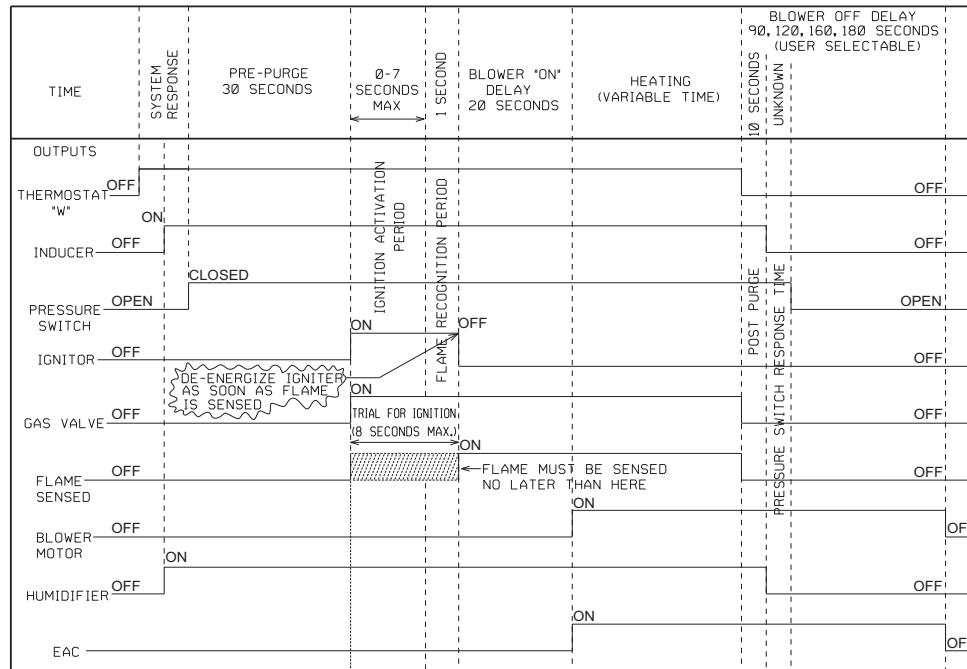 TIME
SYSTEM
RESPONSE
PRE-PURGE
30 SECONDS
0-7
SECONDS
MAX
1 SECOND
BLOWER "ON"
DELAY
20 SECONDS
HEATING
(VARIABLE TIME)
10 SECONDS
UNKNOWN
BLOWER OFF DELAY
90,120,160,180 SECONDS
(USER SELECTABLE)
OUTPUTS
THERMOSTAT
"W"
OFF
OFF
INDUCER
OFF
ON
OFF
PRESSURE
SWITCH
OPEN
CLOSED
OPEN
IGNITION ACTIVATION
PERIOD
FLAME RECOGNITION PERIOD
POST PURGE
PRESSURE SWITCH RESPONSE TIME
IGNITOR
OFF
ON
OFF
OFF
DE-ENERGIZE IGNITER
AS SOON AS FLAME
IS SENSED
GAS VALVE
OFF
ON
OFF
TRIAL FOR IGNITION
(8 SECONDS MAX.)
FLAME
SENSED
OFF
ON
OFF
FLAME MUST BE SENSED
NO LATER THAN HERE
BLOWER
MOTOR
OFF
ON
OF
HUMIDIFIER
OFF
ON
OFF
EAC
ON
OF